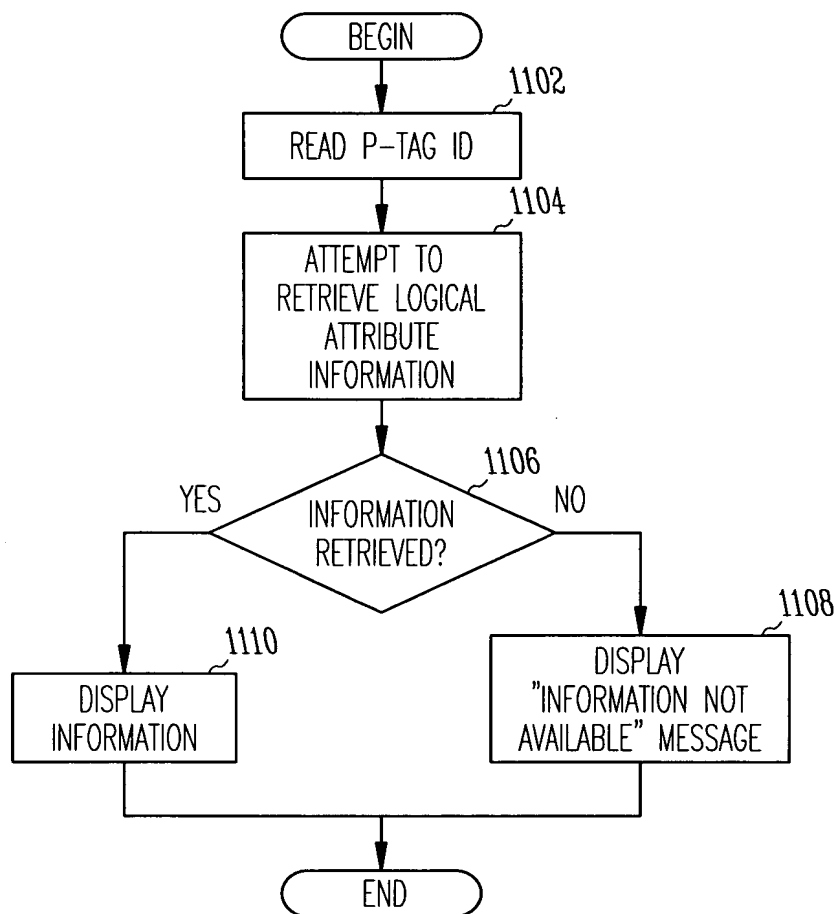 BEGIN
1102
READ P-TAG ID
1104
ATTEMPT TO
RETRIEVE LOGICAL
ATTRIBUTE
INFORMATION
1106
YES
NO
INFORMATION
RETRIEVED?
1108
DISPLAY
"INFORMATION NOT
AVAILABLE" MESSAGE
1110
DISPLAY
INFORMATION
END